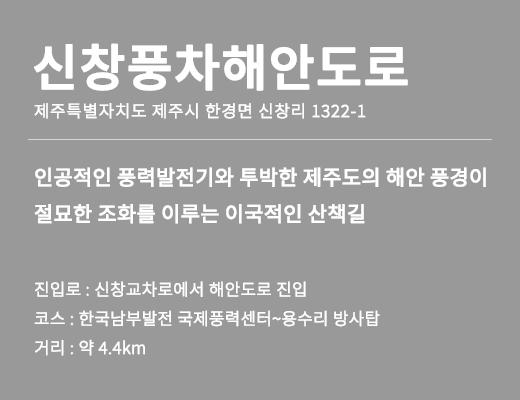 신창풍차해안도로
제주특별자치도 제주시 한경면 신창리 1322-1
인공적인 풍력발전기와 투박한 제주도의 해안 풍경이
절묘한 조화를 이루는 이국적인 산책길
진입로 : 신창교차로에서 해안도로 진입
코스 : 한국남부발전 국제풍력센터~용수리 방사탑
거리 : 약 4.4km